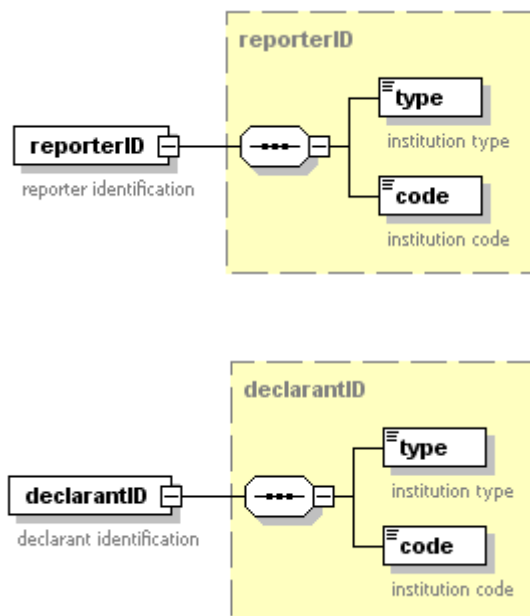 reporterID
type
institution type
reporterID
reporter identification
code
institution code
declarantID
type
institution type
declarantID
declarant identification
code
institution code